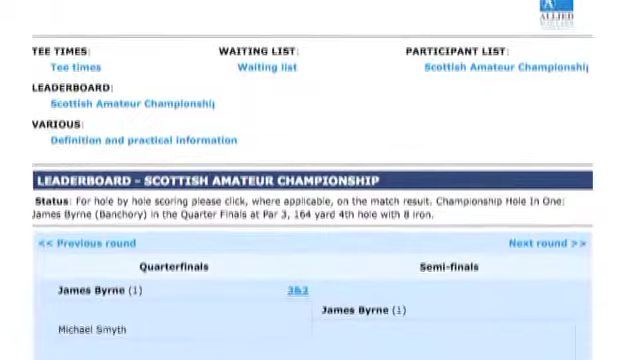 ALLIED
TEE TIMES: WAITING LIST: PARTICIPANT LIST:
Tee times Waiting list Scottish Amateur Championship
LEADERBOARD:
Scottish Amateur Championship
VARIOUS:
Definition and practical information
LEADERBOARD - SCOTTISH AMATEUR CHAMPIONSHIP
Status: For hole by hole scoring please click, where applicable, on the match result. Championship Hole In One:
James Byrne (Banchory) in the Quarter Finals at Par 3, 164 yard 4th hole with 8 iron.
<< Previous round Next round >>
Quarterfinals Semi-finals
James Byrne (1) 3&2
James Byrne (1)
Michael Smyth